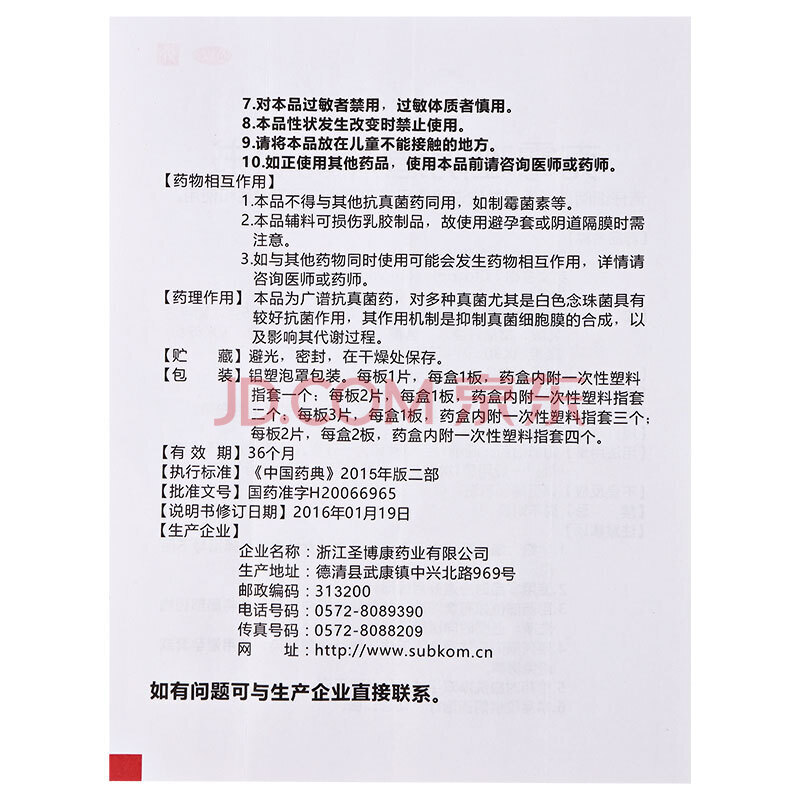 7.对本品过敏者禁用，过敏体质者慎用。
8.本品性状发生改变时禁止使用。
9.请将本品放在儿童不能接触的地方。
10.如正使用其他药品，使用本品前请咨询医师或药师。
【药物相互作用】
1.本品不得与其他抗真菌药同用，如制霉菌素等。
2.本品辅料可损伤乳胶制品，故使用避孕套或阴道隔膜时需
注意。
3.如与其他药物同时使用可能会发生药物相互作用，详情请
咨询医师或药师。
【药理作用】 本品为广谱抗真菌药，对多种真菌尤其是白色念珠菌具有
较好抗菌作用，其作用机制是抑制真菌细胞膜的合成，以
及影响其代谢过程。
【贮 藏】 避光，密封，在干燥处保存。
【包 装】 铝塑泡罩包装。每板1片，每盒1板，药盒内附一次性塑料
指套一个；每板2片，每盒1板，药盒内附一次性塑料指套
二个；每板3片，每盒1板，药盒内附一次性塑料指套三个；
每板2片，每盒2板，药盒内附一次性塑料指套四个。
JD.COM 京东
【有 效 期】 36个月
【执行标准】 《中国药典》2015年版二部
【批准文号】 国药准字H20066965
【说明书修订日期】 2016年01月19日
【生产企业】
企业名称：浙江圣博康药业有限公司
生产地址：德清县武康镇中兴北路969号
邮政编码：313200
电话号码：0572-8089390
传真号码：0572-8088209
网 址：http://www.subkom.cn
如有问题可与生产企业直接联系。